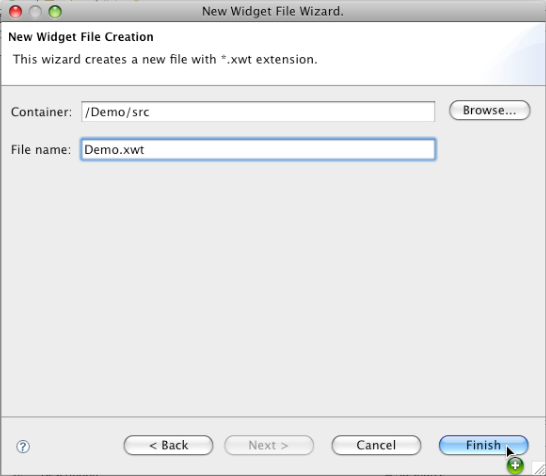 New Widget File Wizard.
New Widget File Creation
This wizard creates a new file with *.xwt extension.
Container: /Demo/src Browse...
File name: Demo.xwt
? < Back Next > Cancel Finish